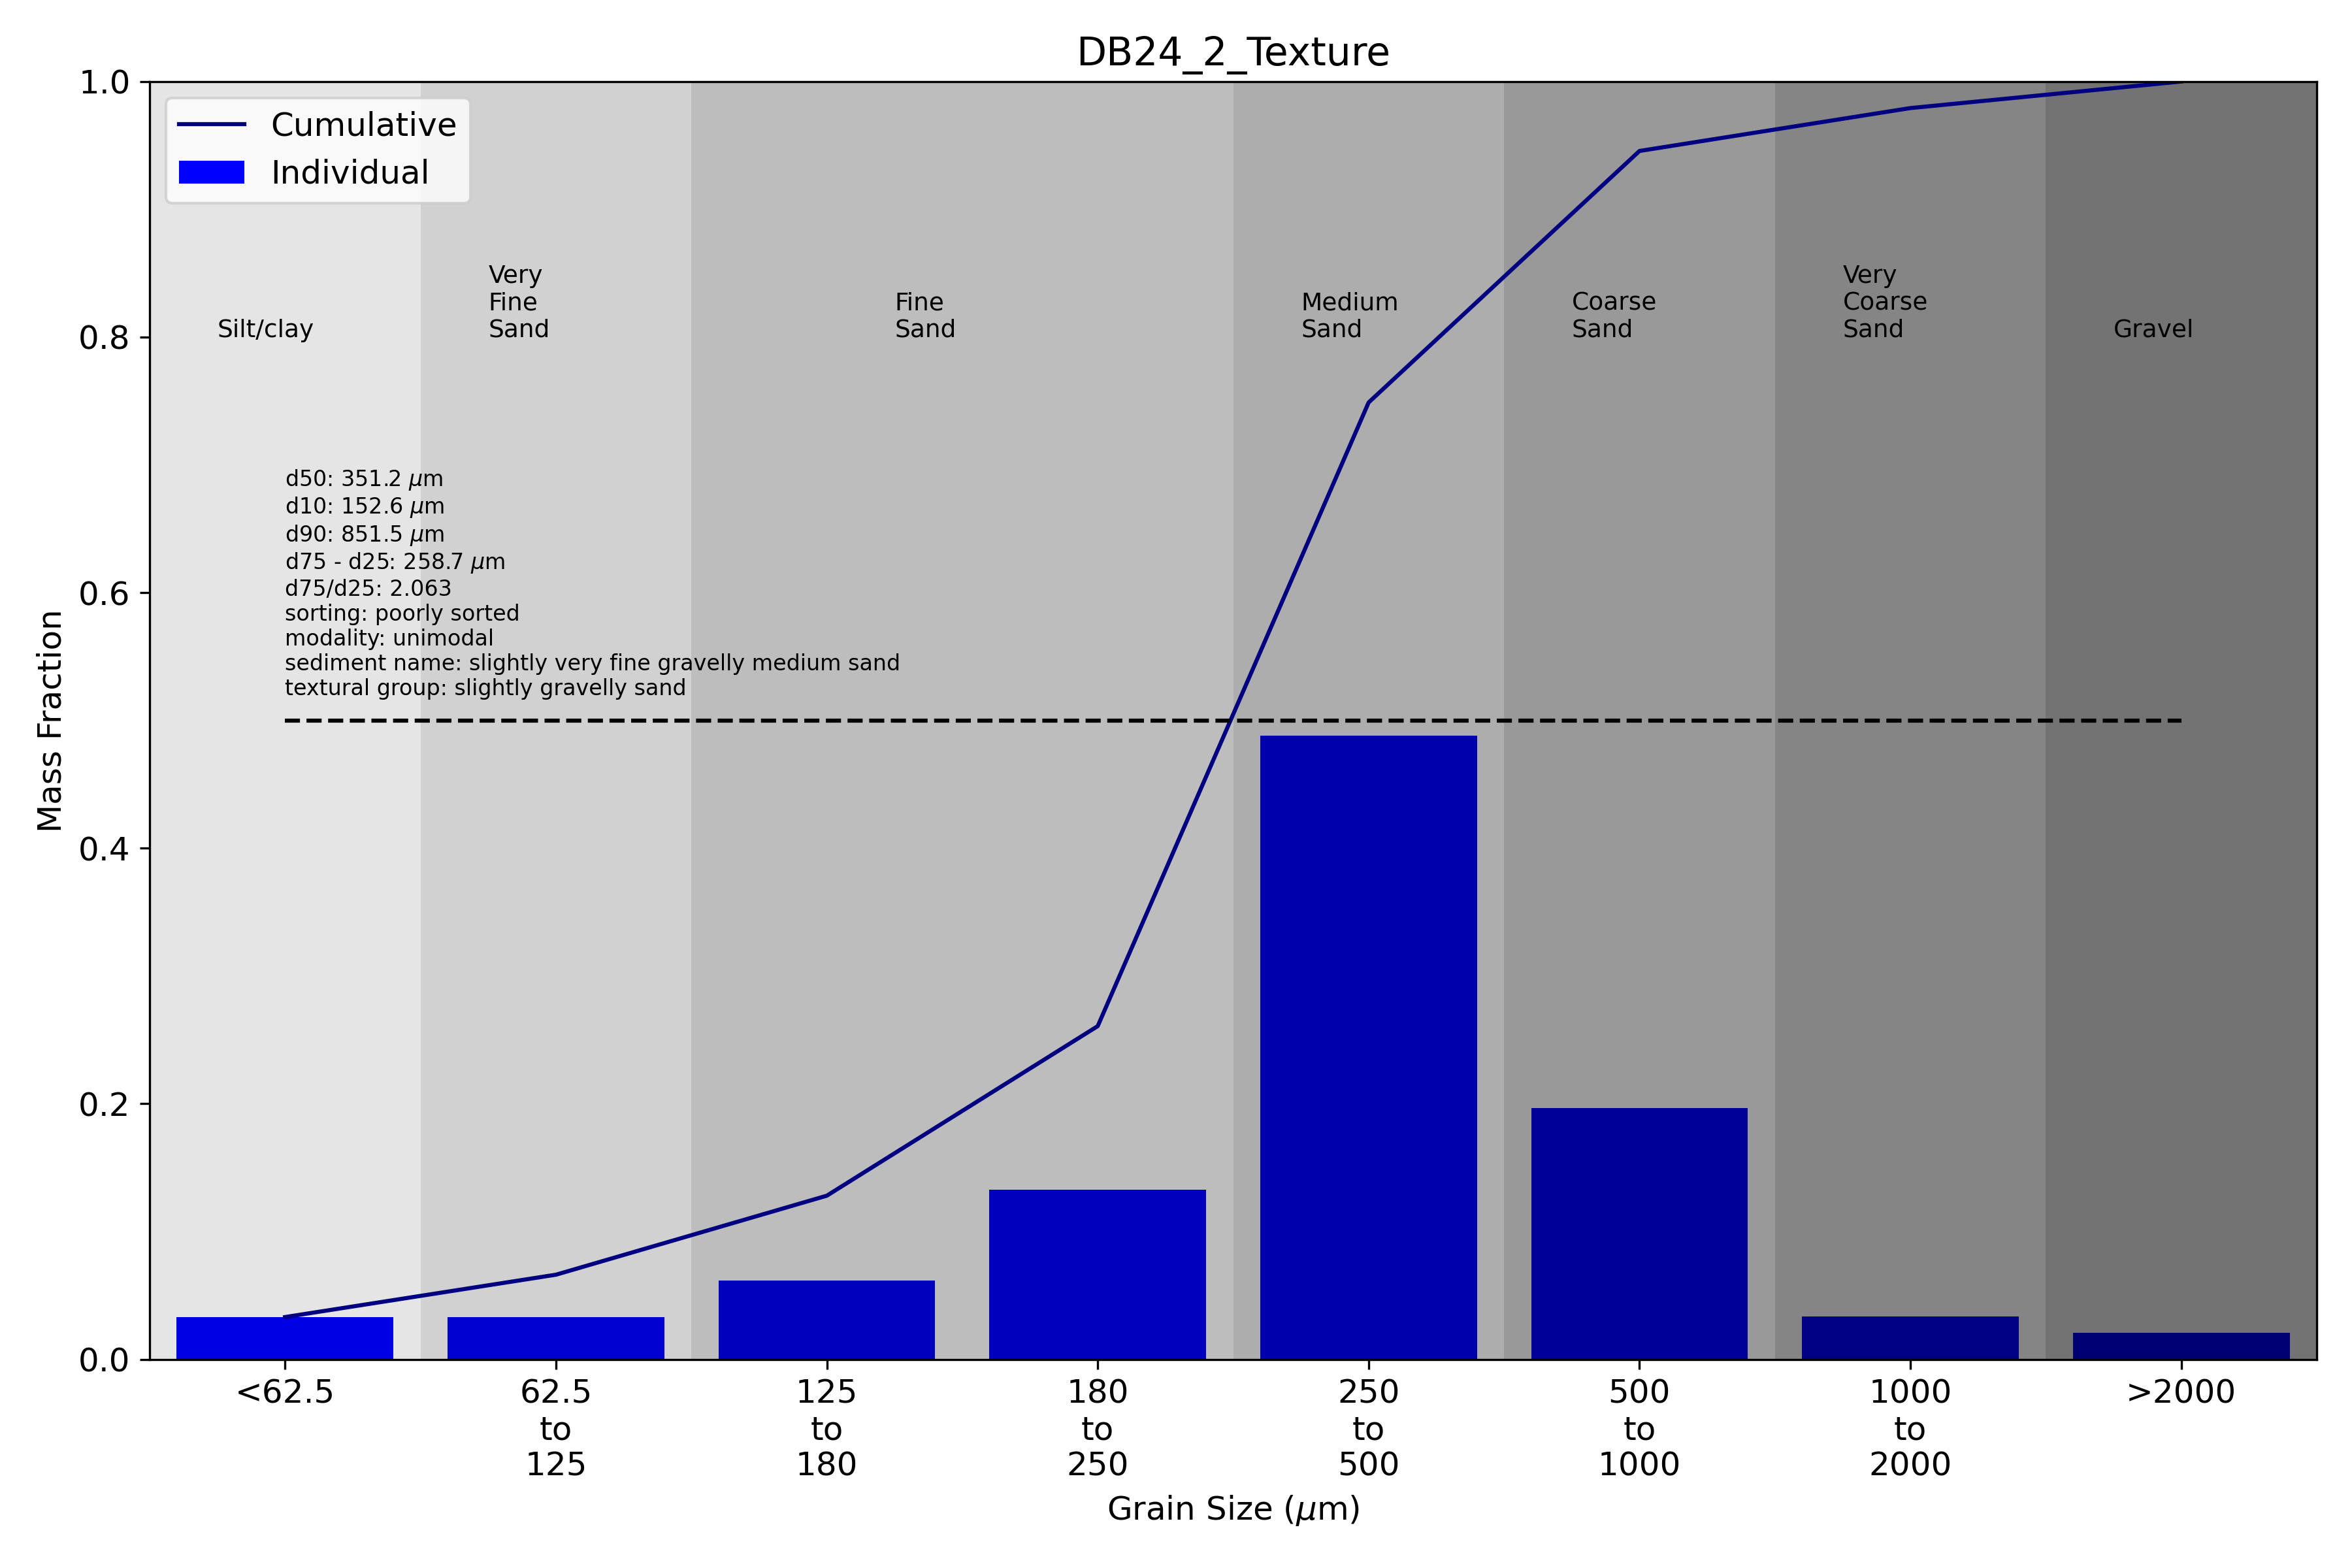 DB24_2_Texture
1.0
0.8
0.6
0.4
0.2
0.0
Mass Fraction
Cumulative
Individual
Silt/clay
Very
Fine
Sand
Fine
Sand
Medium
Sand
Coarse
Sand
Very
Coarse
Sand
Gravel
d50: 351.2 μm
d10: 152.6 μm
d90: 851.5 μm
d75 - d25: 258.7 μm
d75/d25: 2.063
sorting: poorly sorted
modality: unimodal
sediment name: slightly very fine gravelly medium sand
textural group: slightly gravelly sand
<62.5
62.5
to
125
125
to
180
180
to
250
250
to
500
500
to
1000
1000
to
2000
>2000
Grain Size (μm)